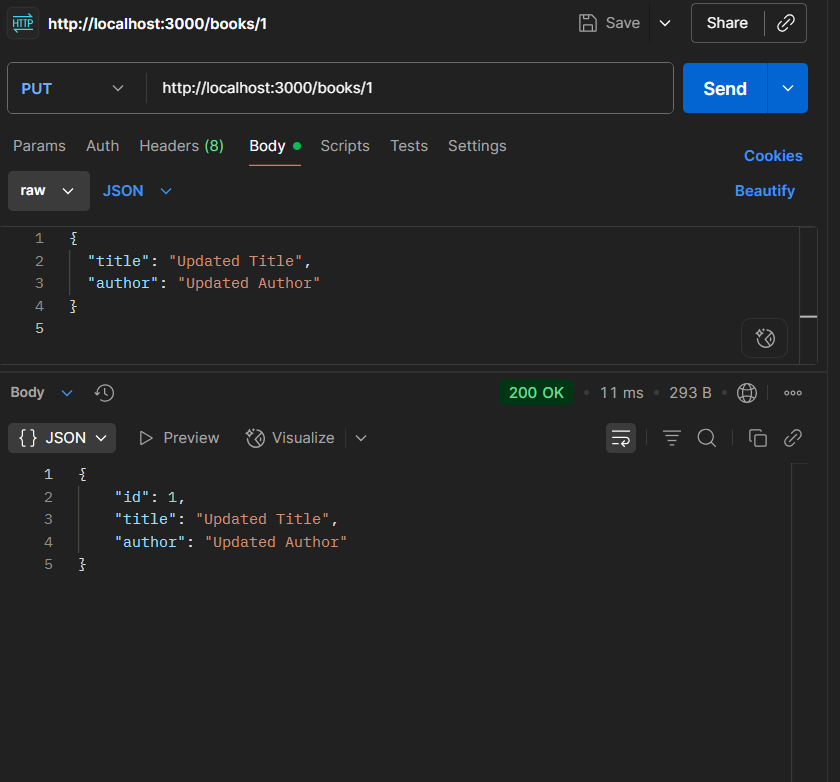 HTTP http://localhost:3000/books/1 Save Share
PUT http://localhost:3000/books/1 Send
Params Auth Headers (8) Body Scripts Tests Settings
Cookies
raw JSON Beautify
1 {
2 "title": "Updated Title",
3 "author": "Updated Author"
4 }
5
Body 200 OK • 11 ms • 293 B •
{} JSON Preview Visualize
1 {
2 "id": 1,
3 "title": "Updated Title",
4 "author": "Updated Author"
5 }